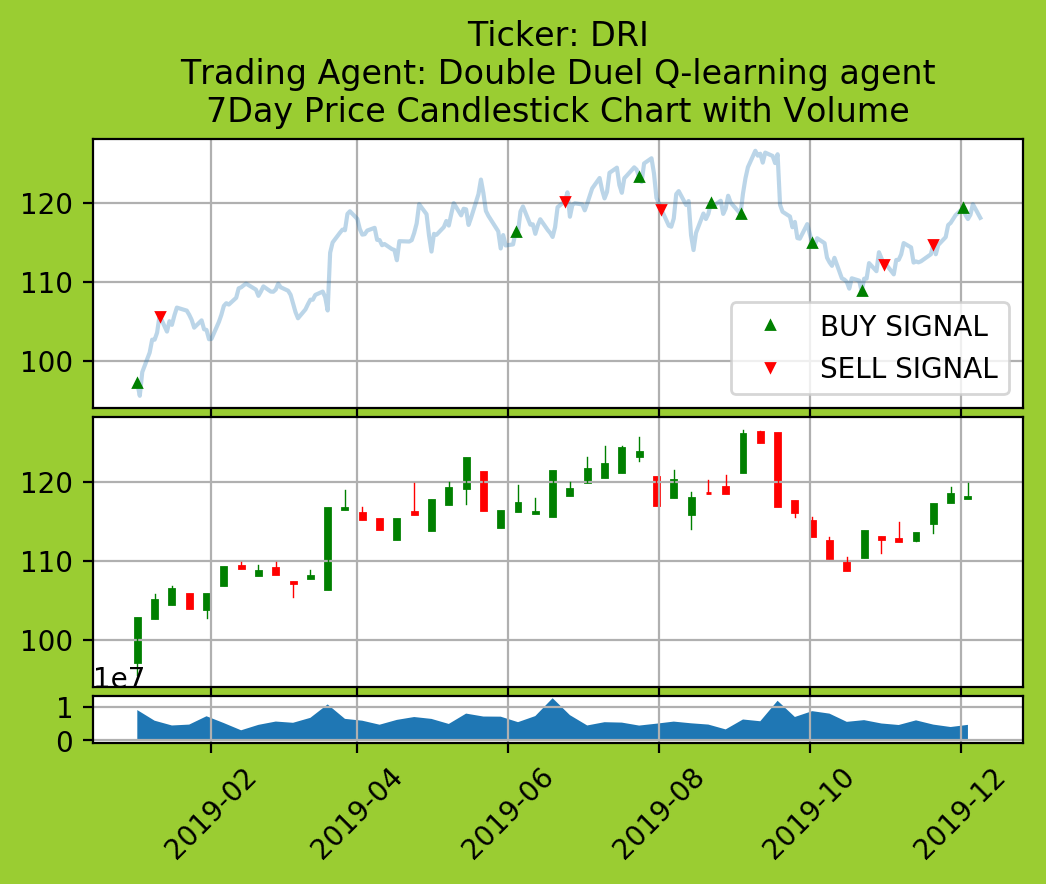 Ticker: DRI
Trading Agent: Double Duel Q-learning agent
7Day Price Candlestick Chart with Volume
120
110
100
BUY SIGNAL
SELL SIGNAL
120
110
100
1e7
1
0
2019-02
2019-04
2019-06
2019-08
2019-10
2019-12